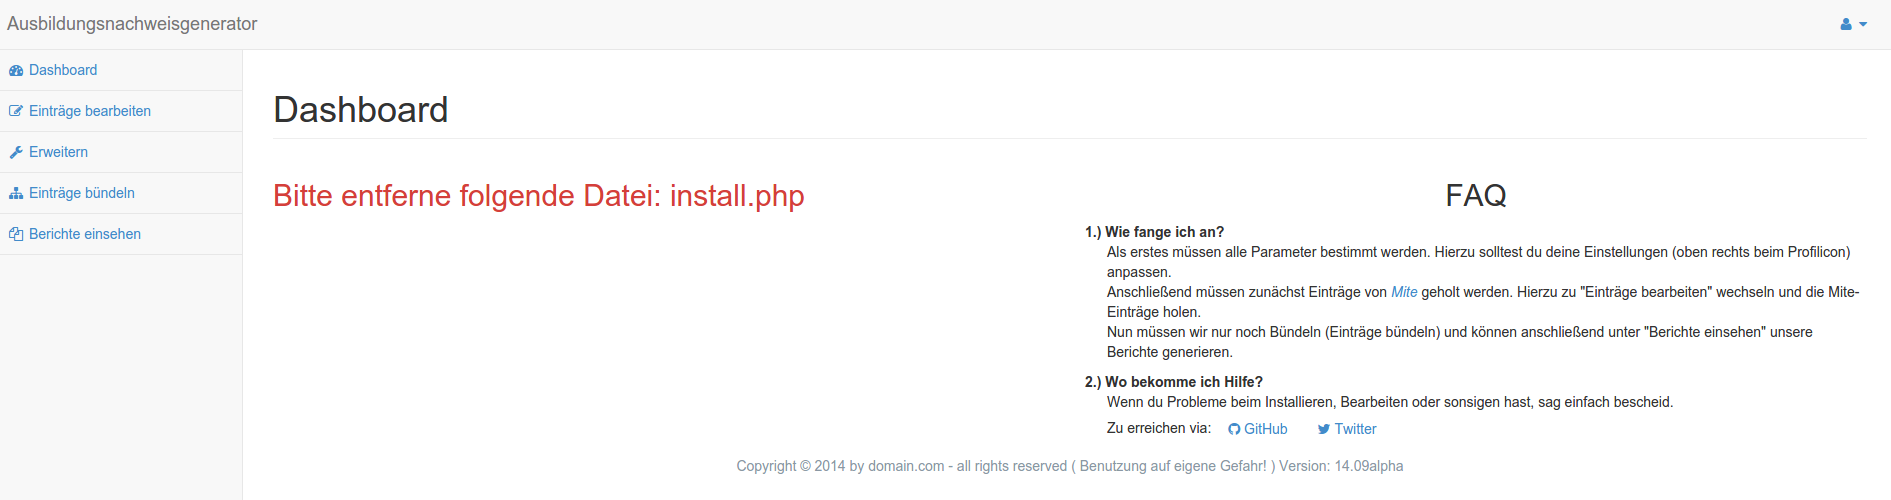 Ausbildungsnachweisgenerator
Dashboard
Einträge bearbeiten
Erweitern
Einträge bündeln
Berichte einsehen
Dashboard
Bitte entferne folgende Datei: install.php
FAQ
1.) Wie fange ich an?
Als erstes müssen alle Parameter bestimmt werden. Hierzu solltest du deine Einstellungen (oben rechts beim Profilicon)
anpassen.
Anschließend müssen zunächst Einträge von Mite geholt werden. Hierzu zu "Einträge bearbeiten" wechseln und die Mite-
Einträge holen.
Nun müssen wir nur noch Bündeln (Einträge bündeln) und können anschließend unter "Berichte einsehen" unsere
Berichte generieren.
2.) Wo bekomme ich Hilfe?
Wenn du Probleme beim Installieren, Bearbeiten oder sonsigen hast, sag einfach bescheid.
Zu erreichen via: GitHub Twitter
Copyright © 2014 by domain.com - all rights reserved ( Benutzung auf eigene Gefahr! ) Version: 14.09alpha